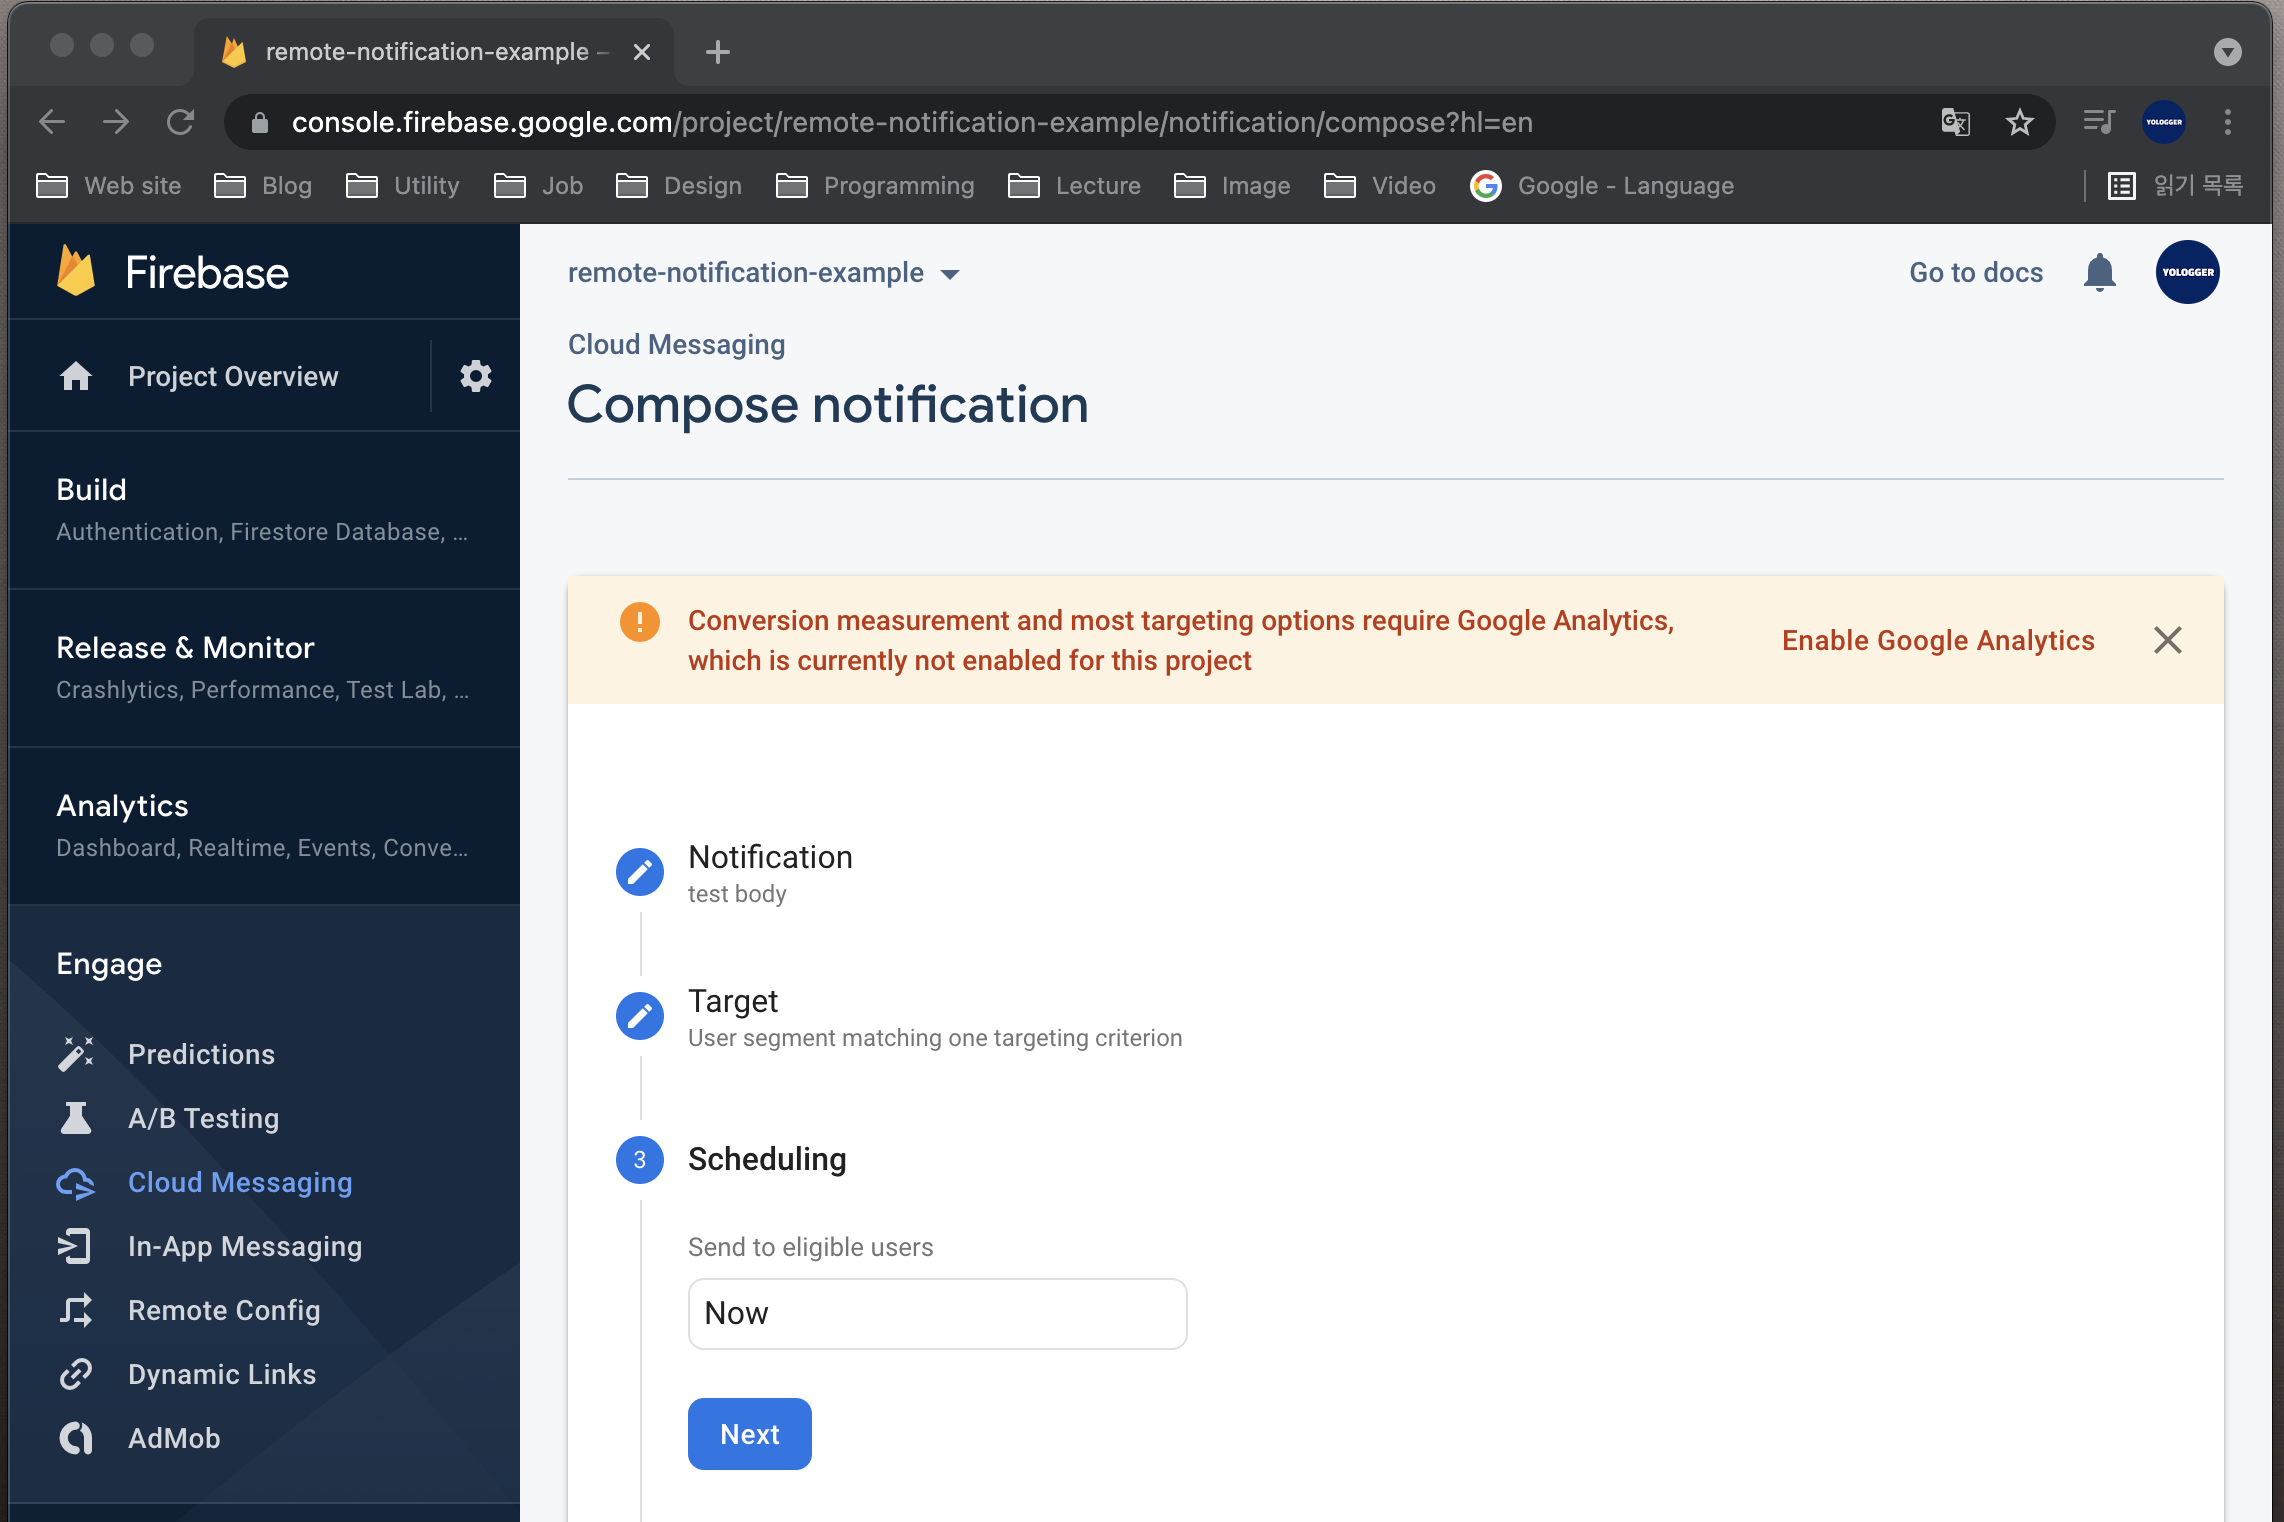 remote-notification-example –
console.firebase.google.com/project/remote-notification-example/notification/compose?hl=en
YOLOGGER
Web site Blog Utility Job Design Programming Lecture Image Video Google - Language 읽기 목록
Firebase
remote-notification-example
Go to docs
YOLOGGER
Project Overview
Cloud Messaging
Compose notification
Build
Authentication, Firestore Database, ...
Release & Monitor
Crashlytics, Performance, Test Lab, ...
Analytics
Dashboard, Realtime, Events, Conve...
Engage
Predictions
A/B Testing
Cloud Messaging
In-App Messaging
Remote Config
Dynamic Links
AdMob
Conversion measurement and most targeting options require Google Analytics,
which is currently not enabled for this project
Enable Google Analytics
Notification
test body
Target
User segment matching one targeting criterion
3 Scheduling
Send to eligible users
Now
Next